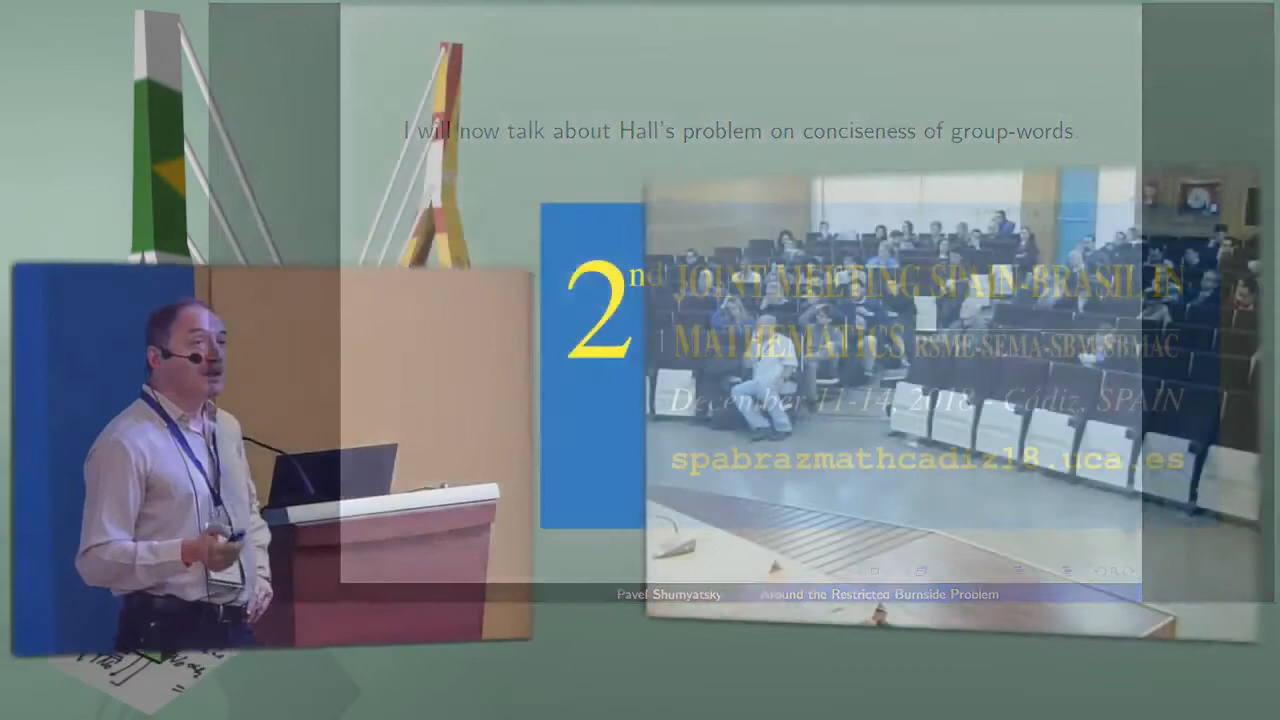 I will now talk about Hall's problem on conciseness of group-words.
2nd JOINT MEETING SPAIN-BRASIL IN
MATHEMATICS RSME-SEMA-SBM-SBMAC
December 11-14, 2018 - Cádiz, SPAIN
spabrazmathcadiz18.uca.es
Pavel Shumyatsky Around the Restricted Burnside Problem